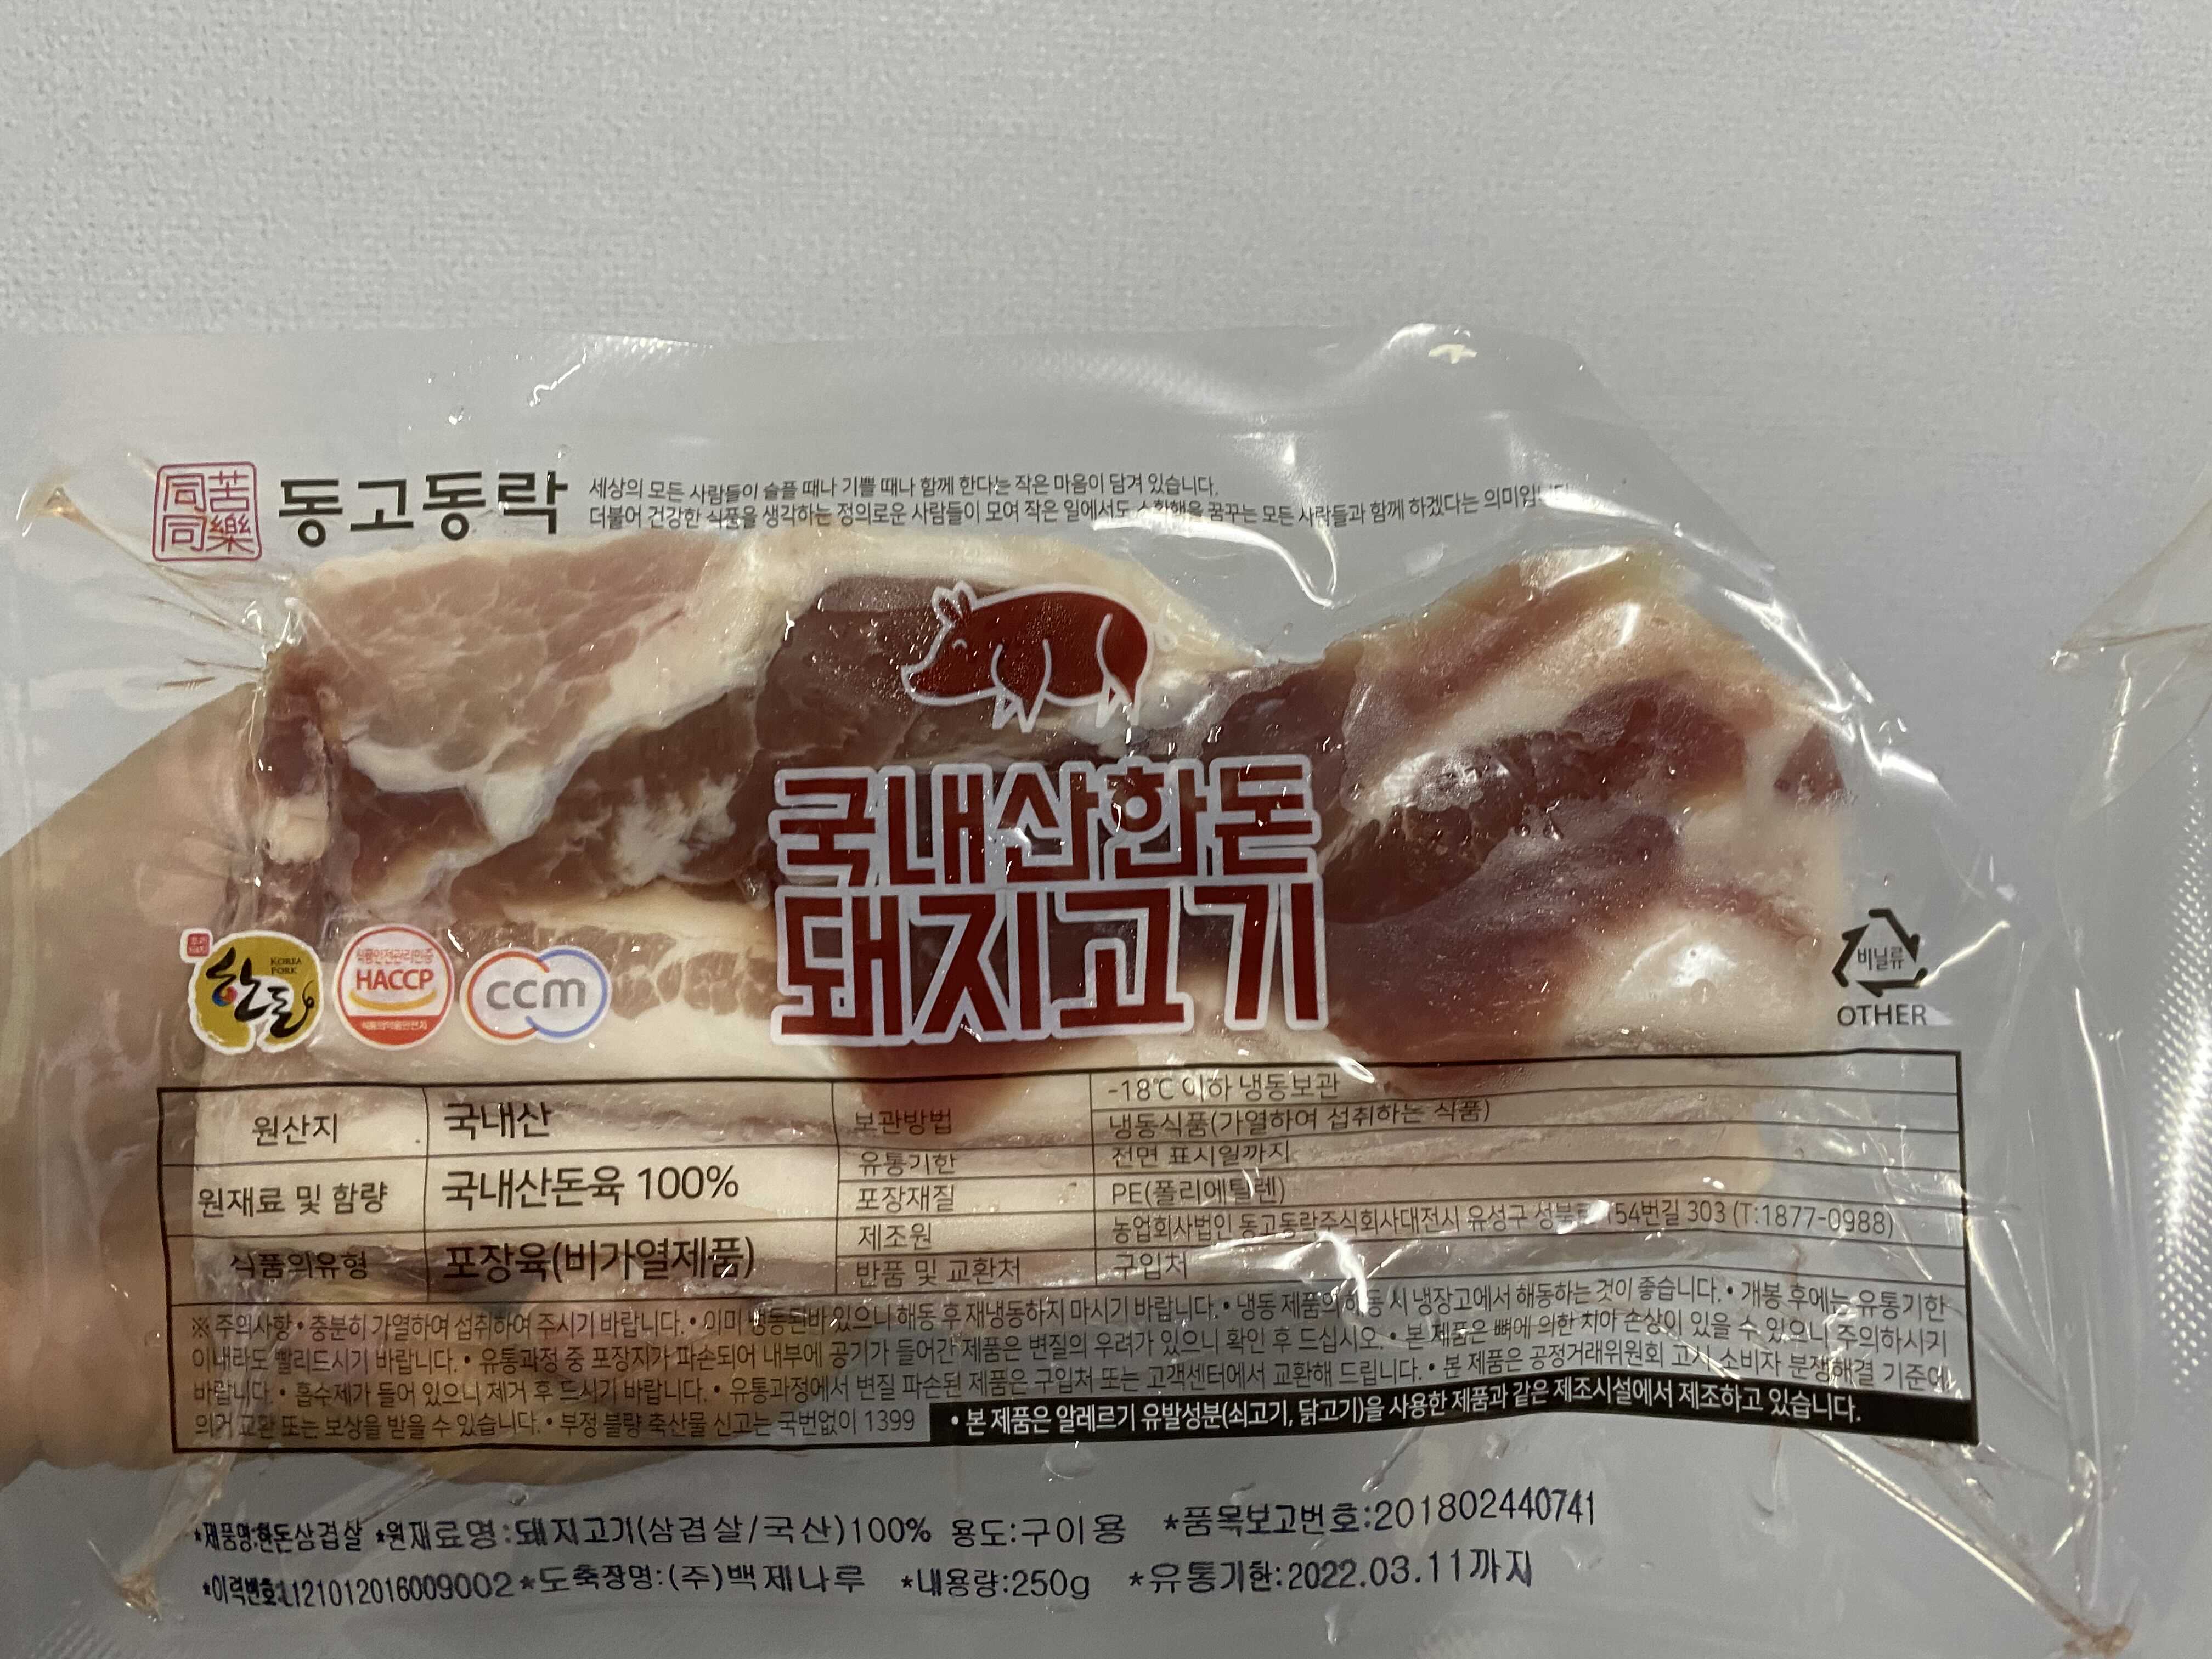 同苦
同樂
동고동락
세상의 모든 사람들이 슬플 때나 기쁠 때나 함께 한다는 작은 마음이 담겨 있습니다.
더불어 건강한 식품을 생각하는 정의로운 사람들이 모여 작은 일에서도 소확행을 꿈꾸는 모든 사람들과 함께 하겠다는 의미입니다
국내산한돈
돼지고기
한돈
KOREA
PORK
식품안전관리인증
HACCP
ccm
비닐류
OTHER
원산지 국내산
원재료 및 함량 국내산돈육 100%
식품의유형 포장육(비가열제품)
보관방법 -18℃ 이하 냉동보관
냉동식품(가열하여 섭취하는 식품)
유통기한 전면 표시일까지
포장재질 PE(폴리에틸렌)
제조원 농업회사법인 동고동락주식회사대전시 유성구 154번길 303 (T:1877-0988)
반품 및 교환처 구입처
※ 주의사항 • 충분히 가열하여 섭취하여 주시기 바랍니다. • 이미 냉동된바 있으니 해동 후 재냉동하지 마시기 바랍니다. • 냉동 제품의 해동 시 냉장고에서 해동하는 것이 좋습니다. • 개봉 후에는 유통기한
이내라도 빨리드시기 바랍니다. • 유통과정 중 포장지가 파손되어 내부에 공기가 들어간 제품은 변질의 우려가 있으니 확인 후 드십시오. • 본 제품은 뼈에 의한 치아 손상이 있을 수 있으니 주의하시기
바랍니다. • 흡수제가 들어 있으니 제거 후 드시기 바랍니다. • 유통과정에서 변질 파손된 제품은 구입처 또는 고객센터에서 교환해 드립니다. • 본 제품은 공정거래위원회 고시 소비자 분쟁해결 기준에
의거 교환 또는 보상을 받을 수 있습니다. • 부정·불량 축산물 신고는 국번없이 1399
• 본 제품은 알레르기 유발성분(쇠고기, 닭고기)을 사용한 제품과 같은 제조시설에서 제조하고 있습니다.
*제품명:한돈삼겹살 *원재료명:돼지고기(삼겹살/국산)100% 용도:구이용 *품목보고번호:201802440741
*이력번호:L12101201600​9002 *도축장명:(주)백제나루 *내용량:250g *유통기한:2022.03.11까지